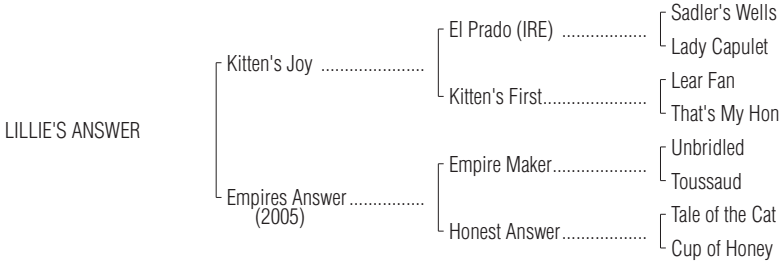 Sadler's Wells
El Prado (IRE) ..................
Lady Capulet
Kitten's Joy ......................
Lear Fan
Kitten's First......................
That's My Hon
LILLIE'S ANSWER
Unbridled
Empire Maker....................
Toussaud
Empires Answer ................
(2005)
Tale of the Cat
Honest Answer..................
Cup of Honey